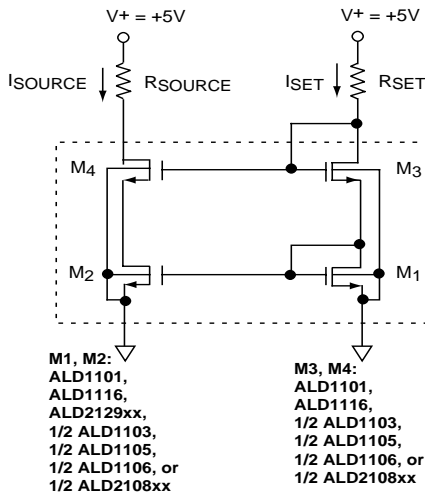 V+ = +5V
V+ = +5V
ISOURCE
RSOURCE
ISET
RSET
M4
M3
M2
M1
M1, M2:
ALD1101,
ALD1116,
ALD2129xx,
1/2 ALD1103,
1/2 ALD1105,
1/2 ALD1106, or
1/2 ALD2108xx
M3, M4:
ALD1101,
ALD1116,
1/2 ALD1103,
1/2 ALD1105,
1/2 ALD1106, or
1/2 ALD2108xx